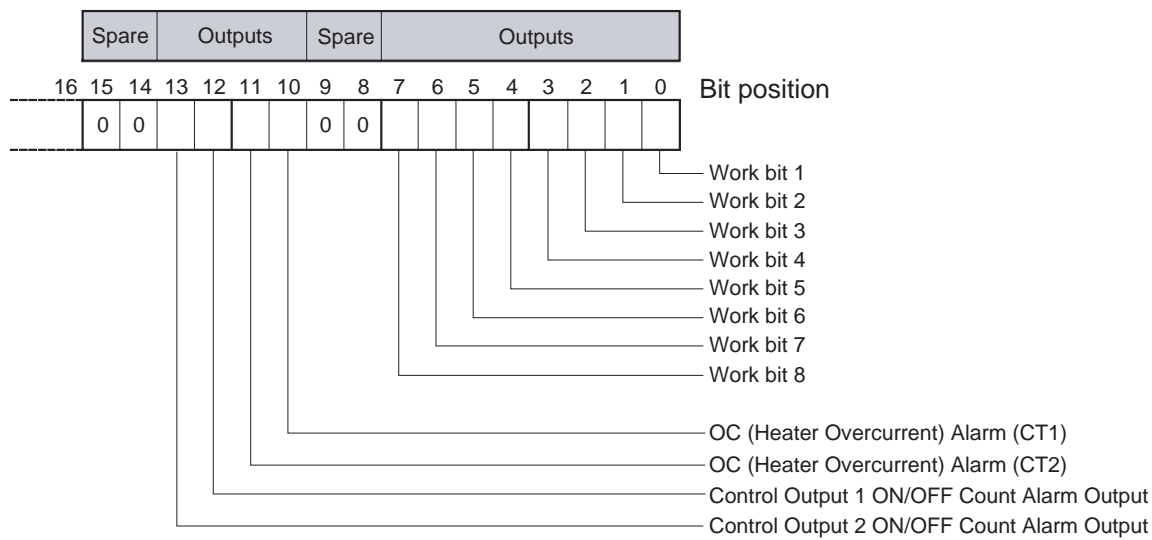 Spare Outputs Spare Outputs
16 15 14 13 12 11 10 9 8 7 6 5 4 3 2 1 0 Bit position
0 0 0 0
Work bit 1
Work bit 2
Work bit 3
Work bit 4
Work bit 5
Work bit 6
Work bit 7
Work bit 8
OC (Heater Overcurrent) Alarm (CT1)
OC (Heater Overcurrent) Alarm (CT2)
Control Output 1 ON/OFF Count Alarm Output
Control Output 2 ON/OFF Count Alarm Output